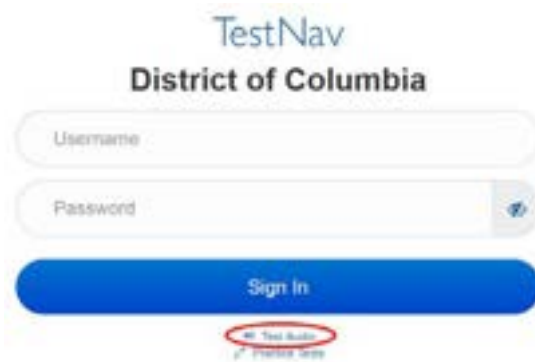 TestNav
District of Columbia
Username
Password
Sign In
Test Audio
Practice Tests